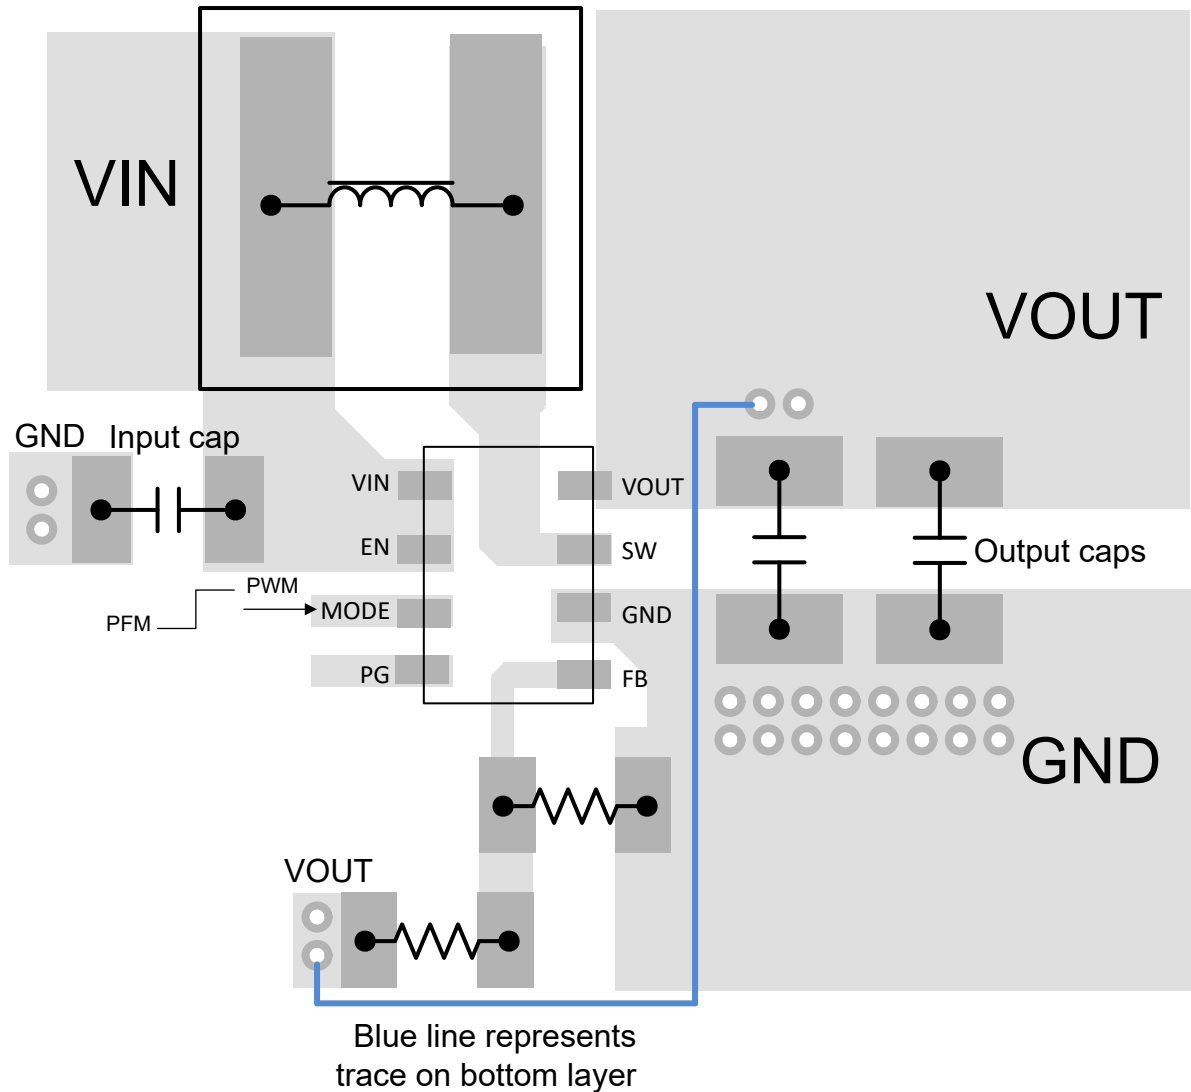 VIN
VOUT
GND
Input cap
VIN
VOUT
EN
SW
Output caps
PWM
PFM
MODE
GND
PG
FB
GND
VOUT
Blue line represents
trace on bottom layer